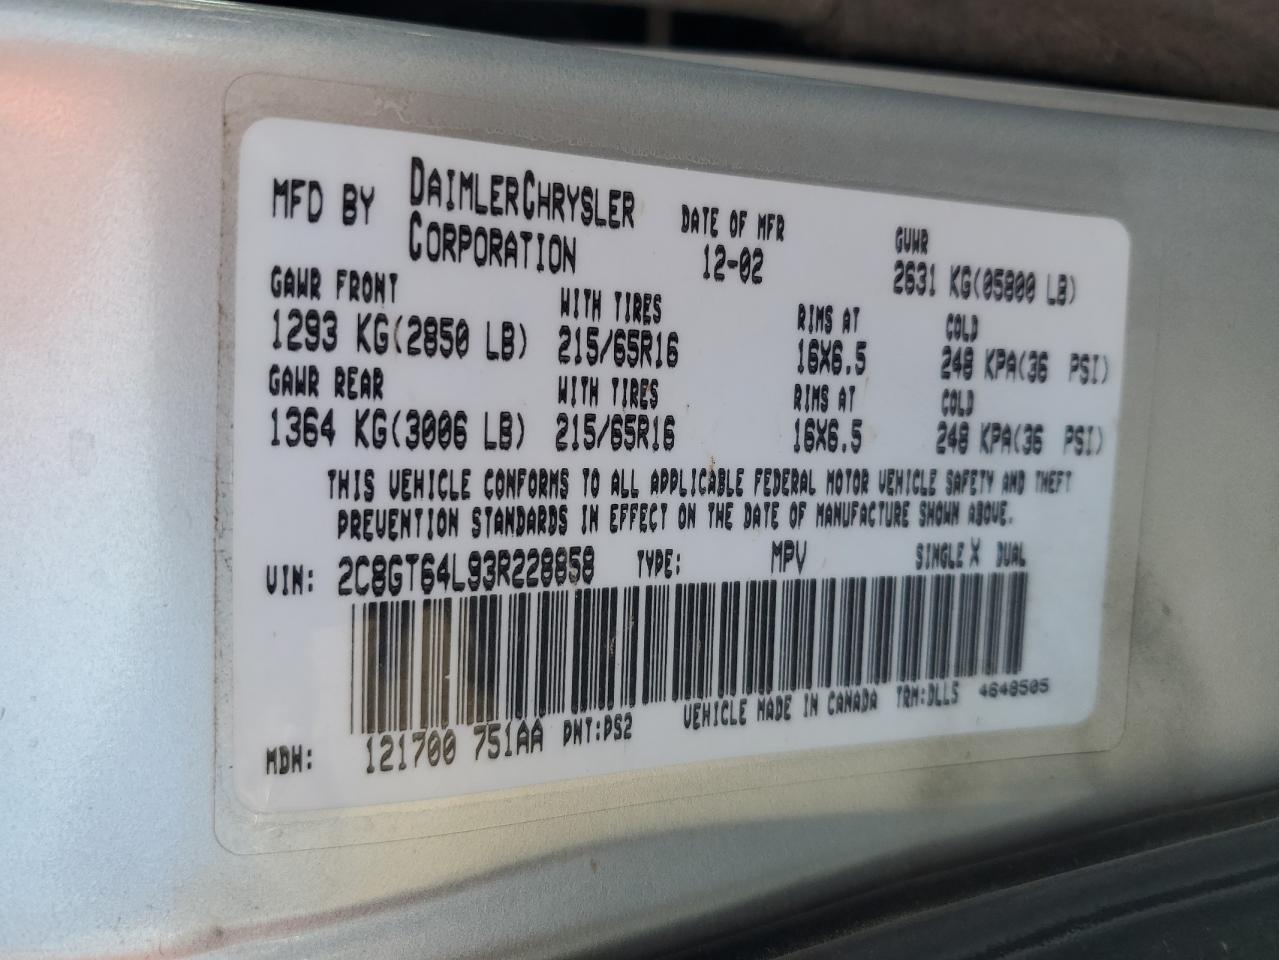 MFD BY DAIMLERCHRYSLER CORPORATION DATE OF MFR 12-02 GVWR 2631 KG(05800 LB)
GAWR FRONT WITH TIRES RIMS AT COLD
1293 KG(2850 LB) 215/65R16 16X6.5 248 KPA(36 PSI)
GAWR REAR WITH TIRES RIMS AT COLD
1364 KG(3006 LB) 215/65R16 16X6.5 248 KPA(36 PSI)
THIS VEHICLE CONFORMS TO ALL APPLICABLE FEDERAL MOTOR VEHICLE SAFETY AND THEFT
PREVENTION STANDARDS IN EFFECT ON THE DATE OF MANUFACTURE SHOWN ABOVE.
VIN: 2C8GT64L93R228858 TYPE: MPV SINGLE X DUAL
MDH: 121700 751AA PNT:PS2 VEHICLE MADE IN CANADA TRM:DLL5 4648505